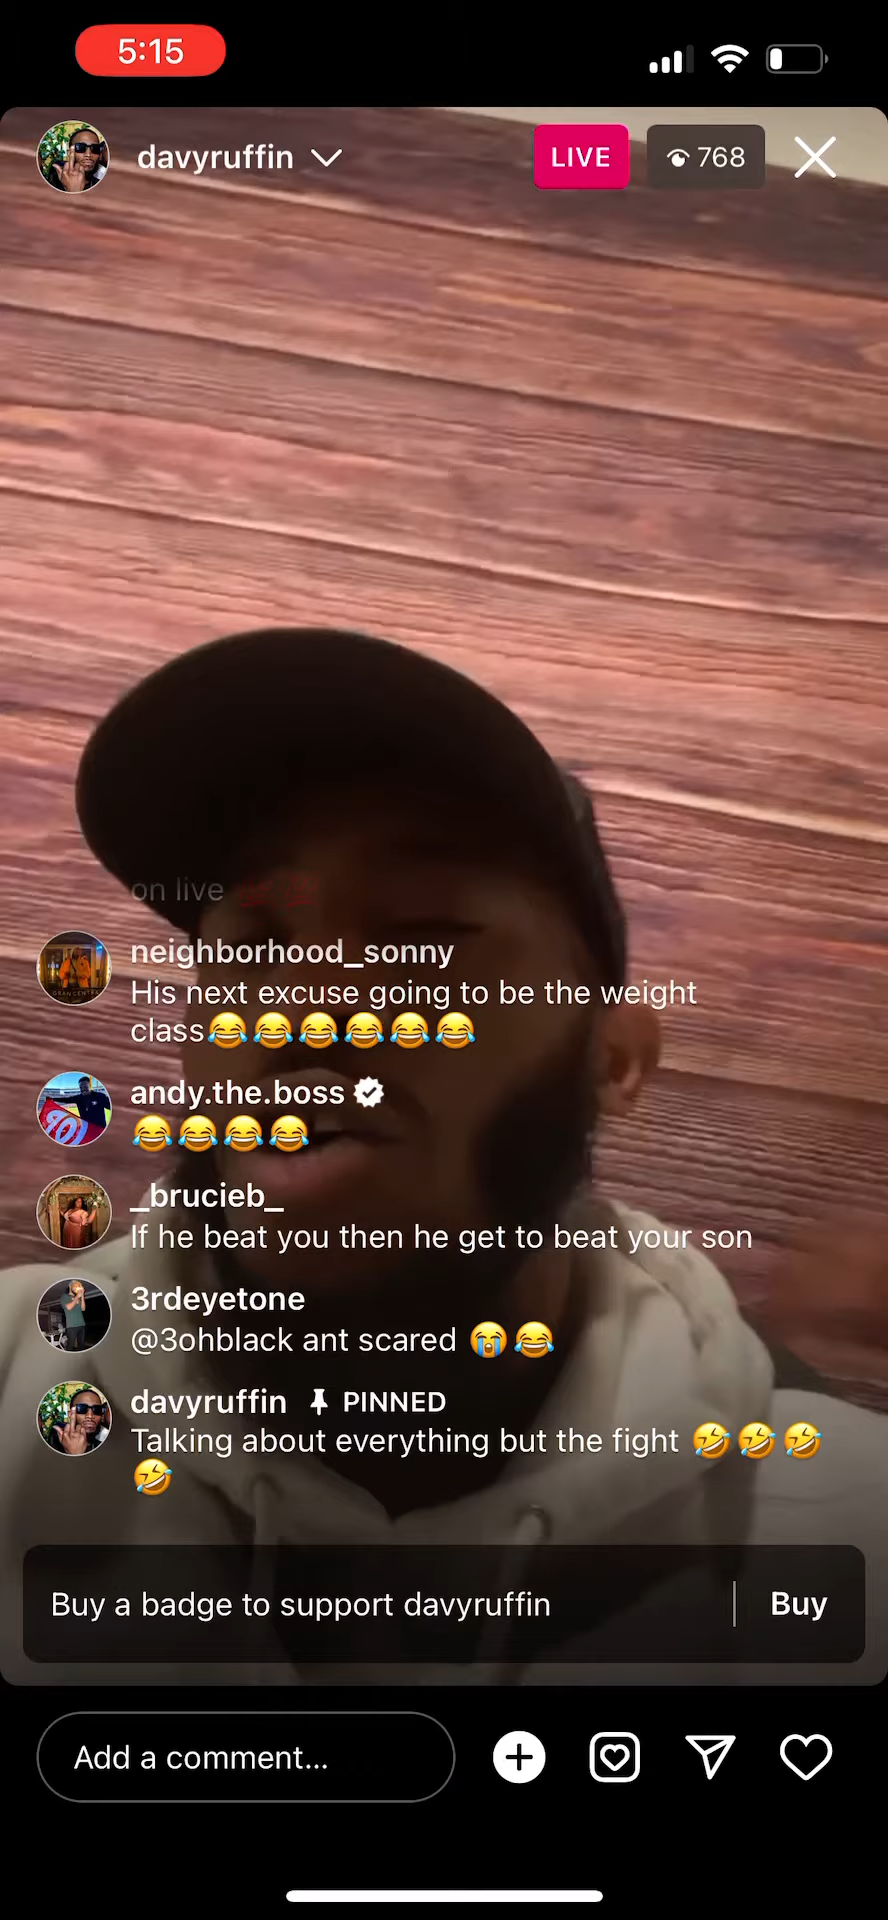 5:15
davyruffin
LIVE
768
on live 💯 💯
neighborhood_sonny
His next excuse going to be the weight
class😂😂😂😂😂😂
andy.the.boss
😂😂😂😂
_brucieb_
If he beat you then he get to beat your son
3rdeyetone
@3ohblack ant scared 😭😂
davyruffin PINNED
Talking about everything but the fight 🤣🤣🤣
🤣
Buy a badge to support davyruffin
Buy
Add a comment...